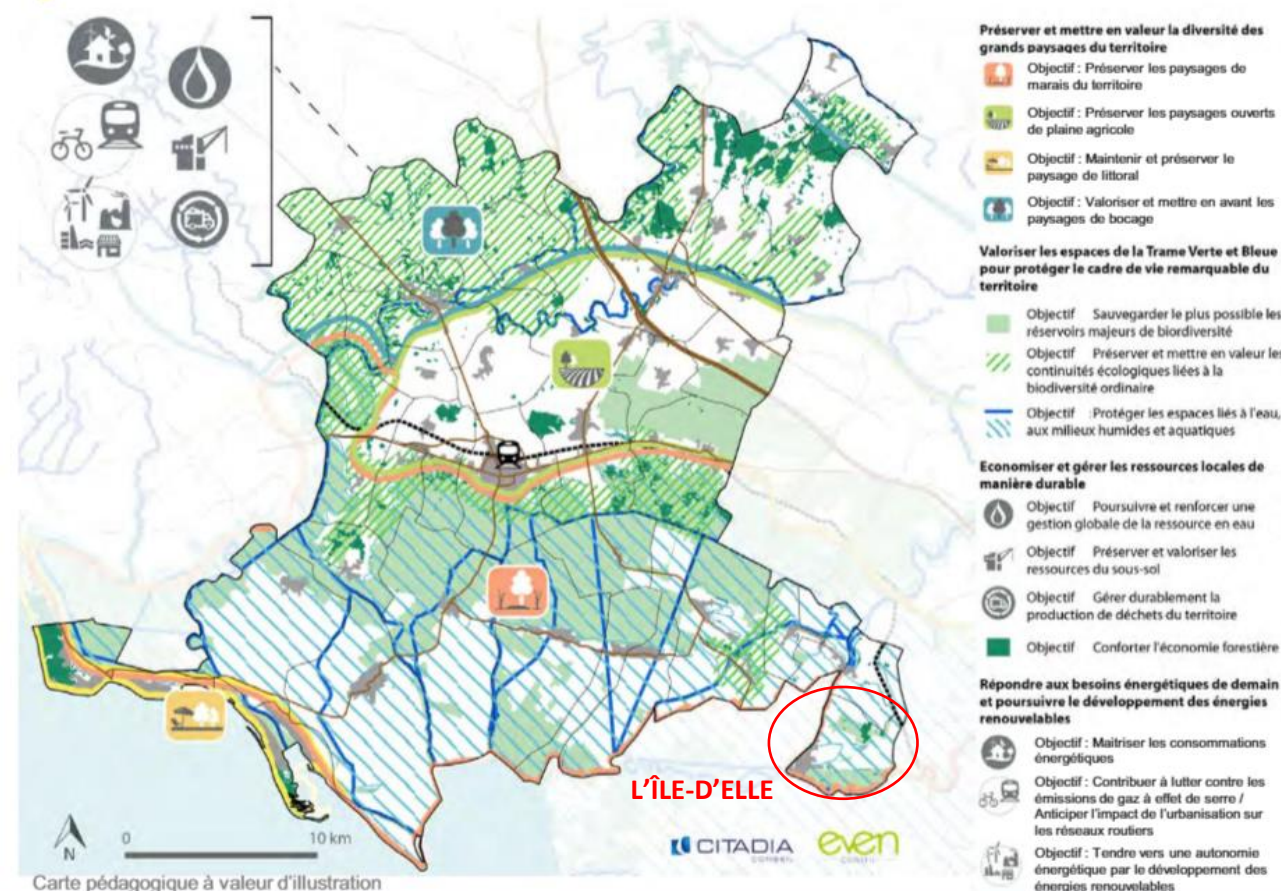 Préserver et mettre en valeur la diversité des
grands paysages du territoire
Objectif : Préserver les paysages de
marais du territoire
Objectif : Préserver les paysages ouverts
de plaine agricole
Objectif : Maintenir et préserver le
paysage de littoral
Objectif : Valoriser et mettre en avant les
paysages de bocage
Valoriser les espaces de la Trame Verte et Bleue
pour protéger le cadre de vie remarquable du
territoire
Objectif Sauvegarder le plus possible les
réservoirs majeurs de biodiversité
Objectif Préserver et mettre en valeur les
continuités écologiques liées à la
biodiversité ordinaire
Objectif :Protéger les espaces liés à l'eau,
aux milieux humides et aquatiques
Economiser et gérer les ressources locales de
manière durable
Objectif Poursuivre et renforcer une
gestion globale de la ressource en eau
Objectif Préserver et valoriser les
ressources du sous-sol
Objectif Gérer durablement la
production de déchets du territoire
Objectif Conforter l'économie forestière
Répondre aux besoins énergétiques de demain
et poursuivre le développement des énergies
renouvelables
Objectif : Maitriser les consommations
énergétiques
Objectif : Contribuer à lutter contre les
émissions de gaz à effet de serre /
Anticiper l'impact de l'urbanisation sur
les réseaux routiers
Objectif : Tendre vers une autonomie
énergétique par le développement des
énergies renouvelables
L'ÎLE-D'ELLE
N
0 10 km
CITADIA
CONSEIL
even
CONSEIL
Carte pédagogique à valeur d'illustration